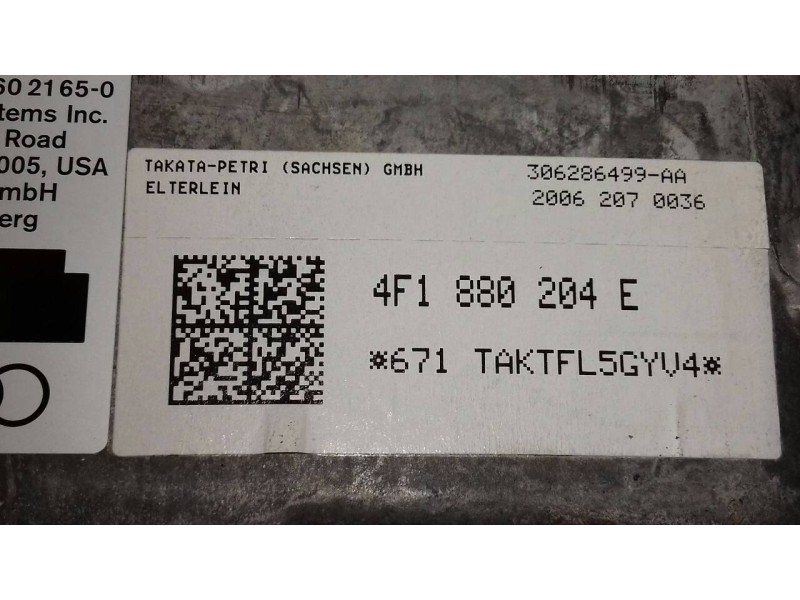 60 2165-0
tems Inc.
Road
005, USA
mbH
erg
TAKATA-PETRI (SACHSEN) GMBH
ELTERLEIN
306286499-AA
2006 207 0036
4F1 880 204 E
*671 TAKTFL5GYV4*